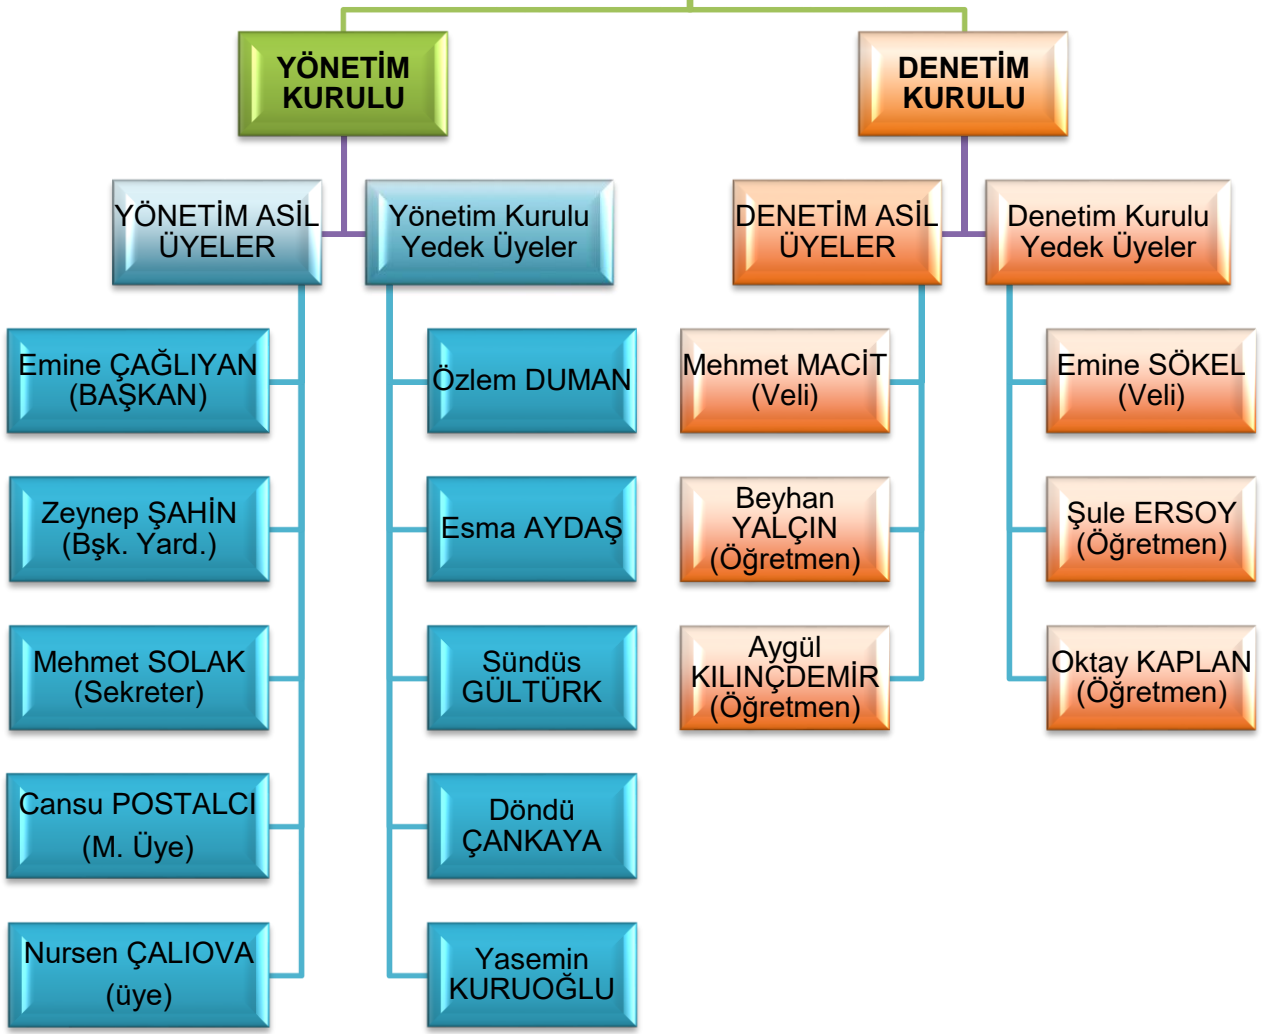 YÖNETİM
KURULU
DENETİM
KURULU
YÖNETİM ASİL
ÜYELER
Yönetim Kurulu
Yedek Üyeler
DENETİM ASİL
ÜYELER
Denetim Kurulu
Yedek Üyeler
Emine ÇAĞLIYAN
(BAŞKAN)
Zeynep ŞAHİN
(Bşk. Yard.)
Mehmet SOLAK
(Sekreter)
Cansu POSTALCI
(M. Üye)
Nursen ÇALIOVA
(üye)
Özlem DUMAN
Esma AYDAŞ
Sündüs
GÜLTÜRK
Döndü
ÇANKAYA
Yasemin
KURUOĞLU
Mehmet MACİT
(Veli)
Beyhan
YALÇIN
(Öğretmen)
Aygül
KILINÇDEMİR
(Öğretmen)
Emine SÖKEL
(Veli)
Şule ERSOY
(Öğretmen)
Oktay KAPLAN
(Öğretmen)